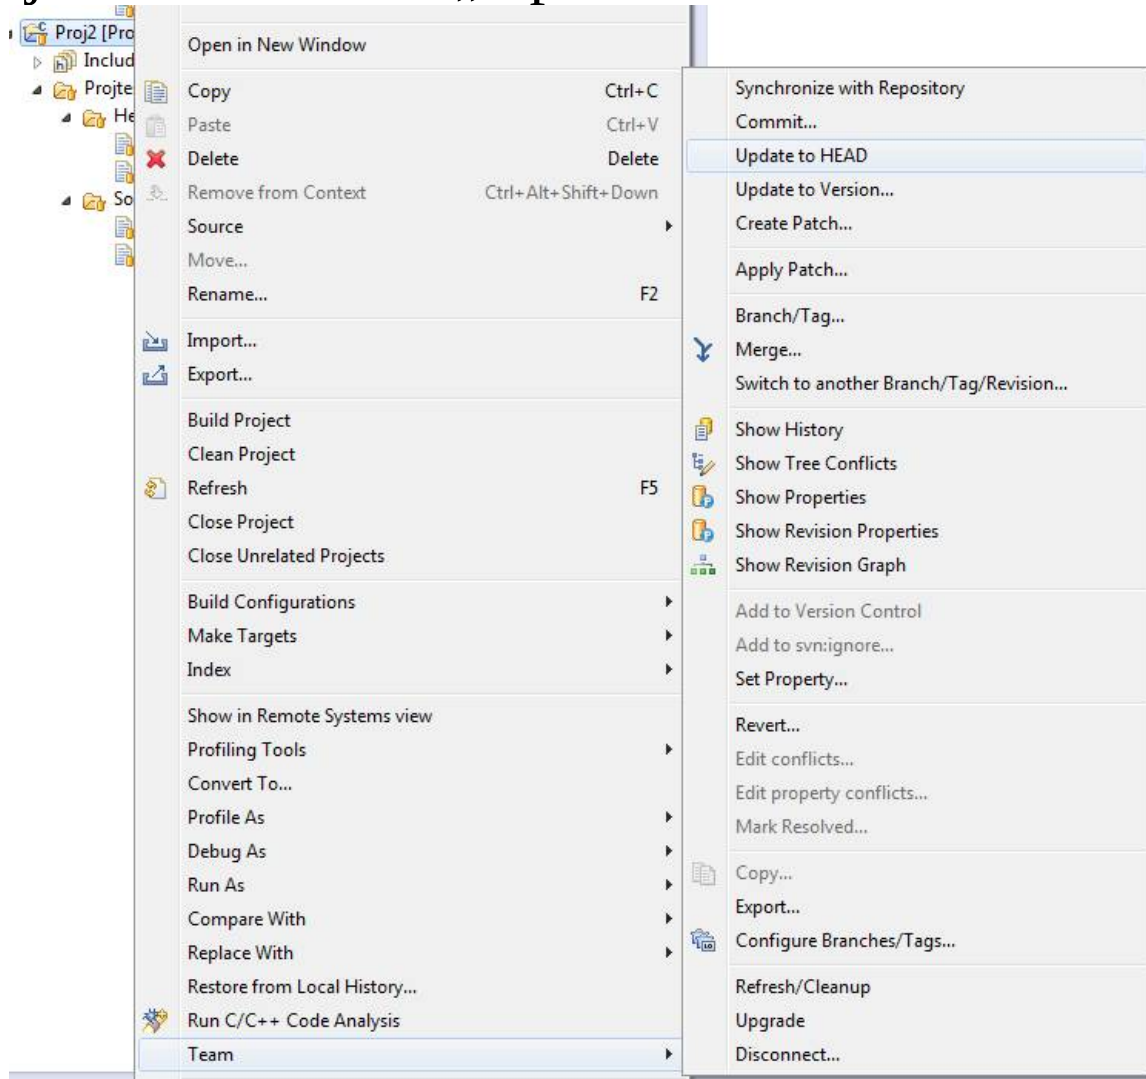 Proj2 [Pro
Includ
Projte
He
So
Open in New Window
Copy Ctrl+C
Paste Ctrl+V
Delete Delete
Remove from Context Ctrl+Alt+Shift+Down
Source
Move...
Rename... F2
Import...
Export...
Build Project
Clean Project
Refresh F5
Close Project
Close Unrelated Projects
Build Configurations
Make Targets
Index
Show in Remote Systems view
Profiling Tools
Convert To...
Profile As
Debug As
Run As
Compare With
Replace With
Restore from Local History...
Run C/C++ Code Analysis
Team
Synchronize with Repository
Commit...
Update to HEAD
Update to Version...
Create Patch...
Apply Patch...
Branch/Tag...
Merge...
Switch to another Branch/Tag/Revision...
Show History
Show Tree Conflicts
Show Properties
Show Revision Properties
Show Revision Graph
Add to Version Control
Add to svn:ignore...
Set Property...
Revert...
Edit conflicts...
Edit property conflicts...
Mark Resolved...
Copy...
Export...
Configure Branches/Tags...
Refresh/Cleanup
Upgrade
Disconnect...